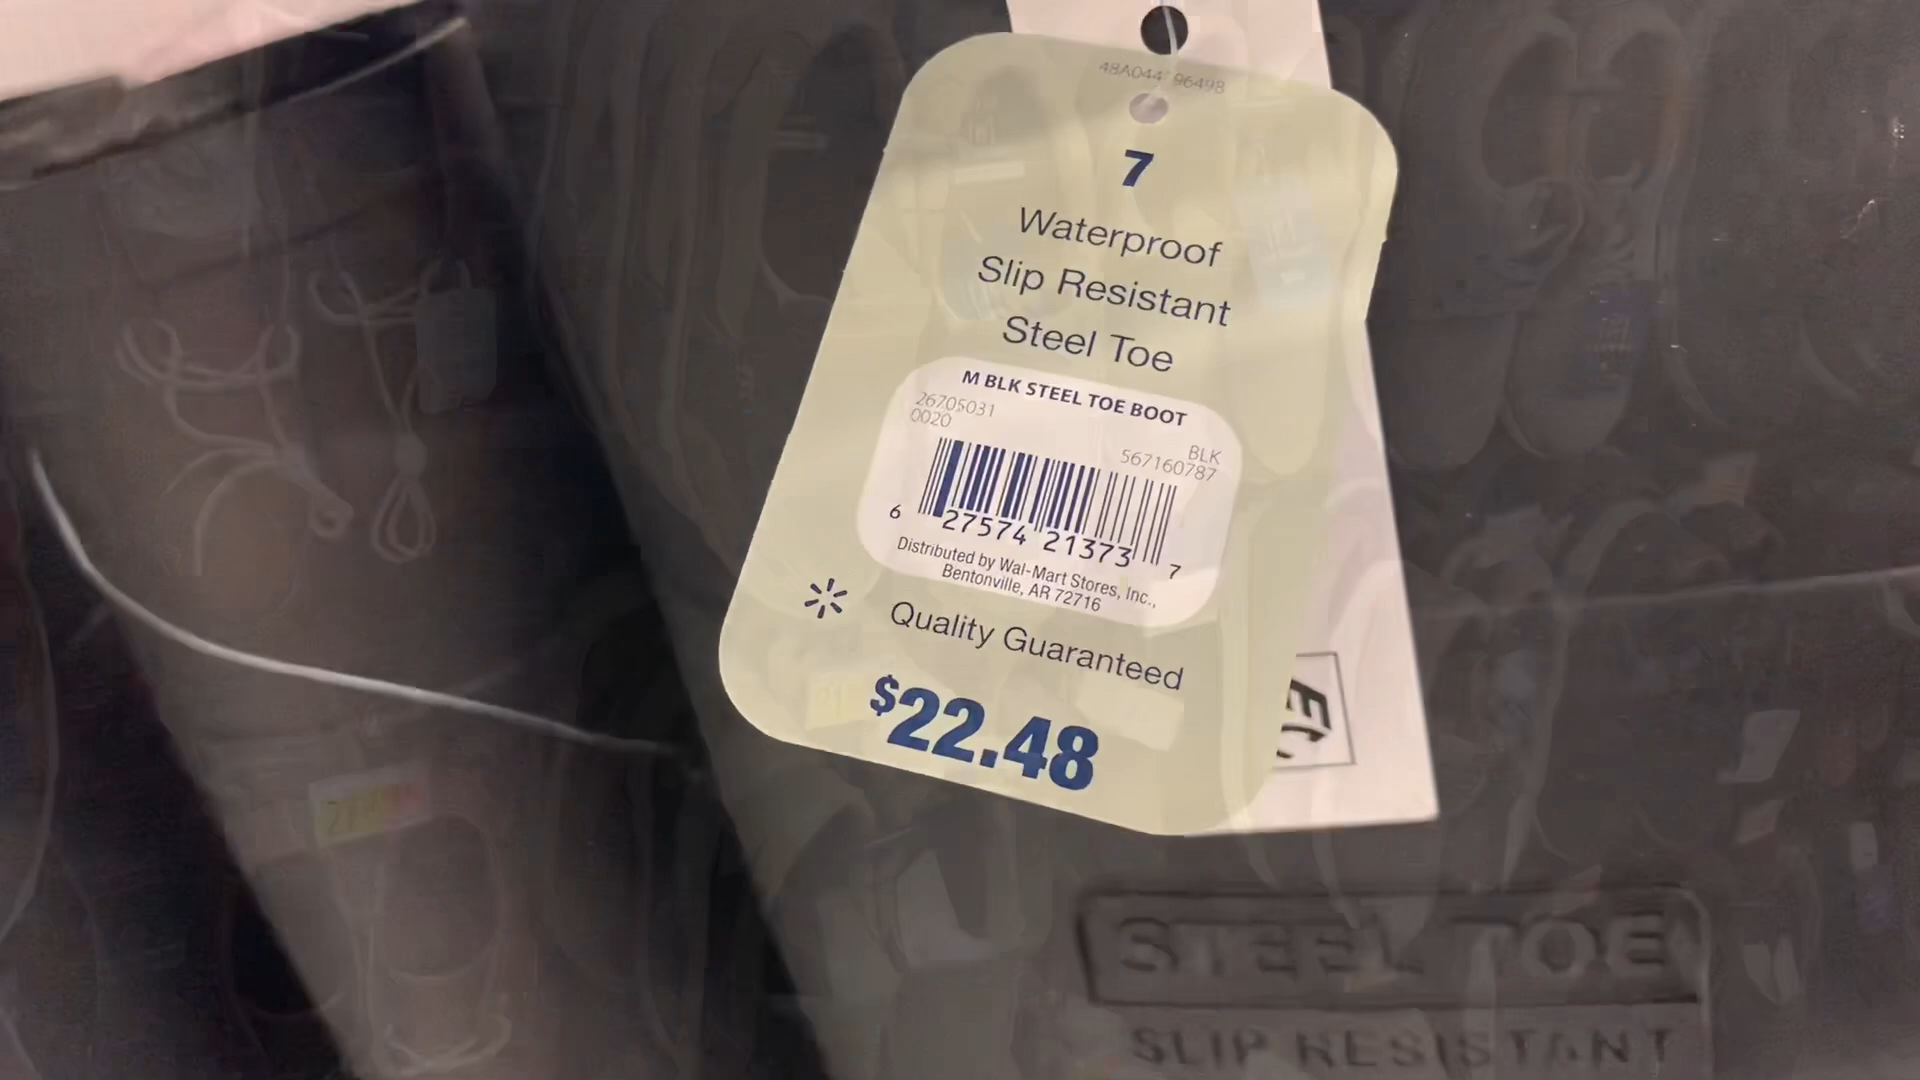 48A044 96498
7
Waterproof
Slip Resistant
Steel Toe
M BLK STEEL TOE BOOT
26705031
0020
BLK
567160787
6 27574 21373 7
Distributed by Wal-Mart Stores, Inc.,
Bentonville, AR 72716
Quality Guaranteed
$22.48
Et.
STEEL TOE
SLIP RESISTANT